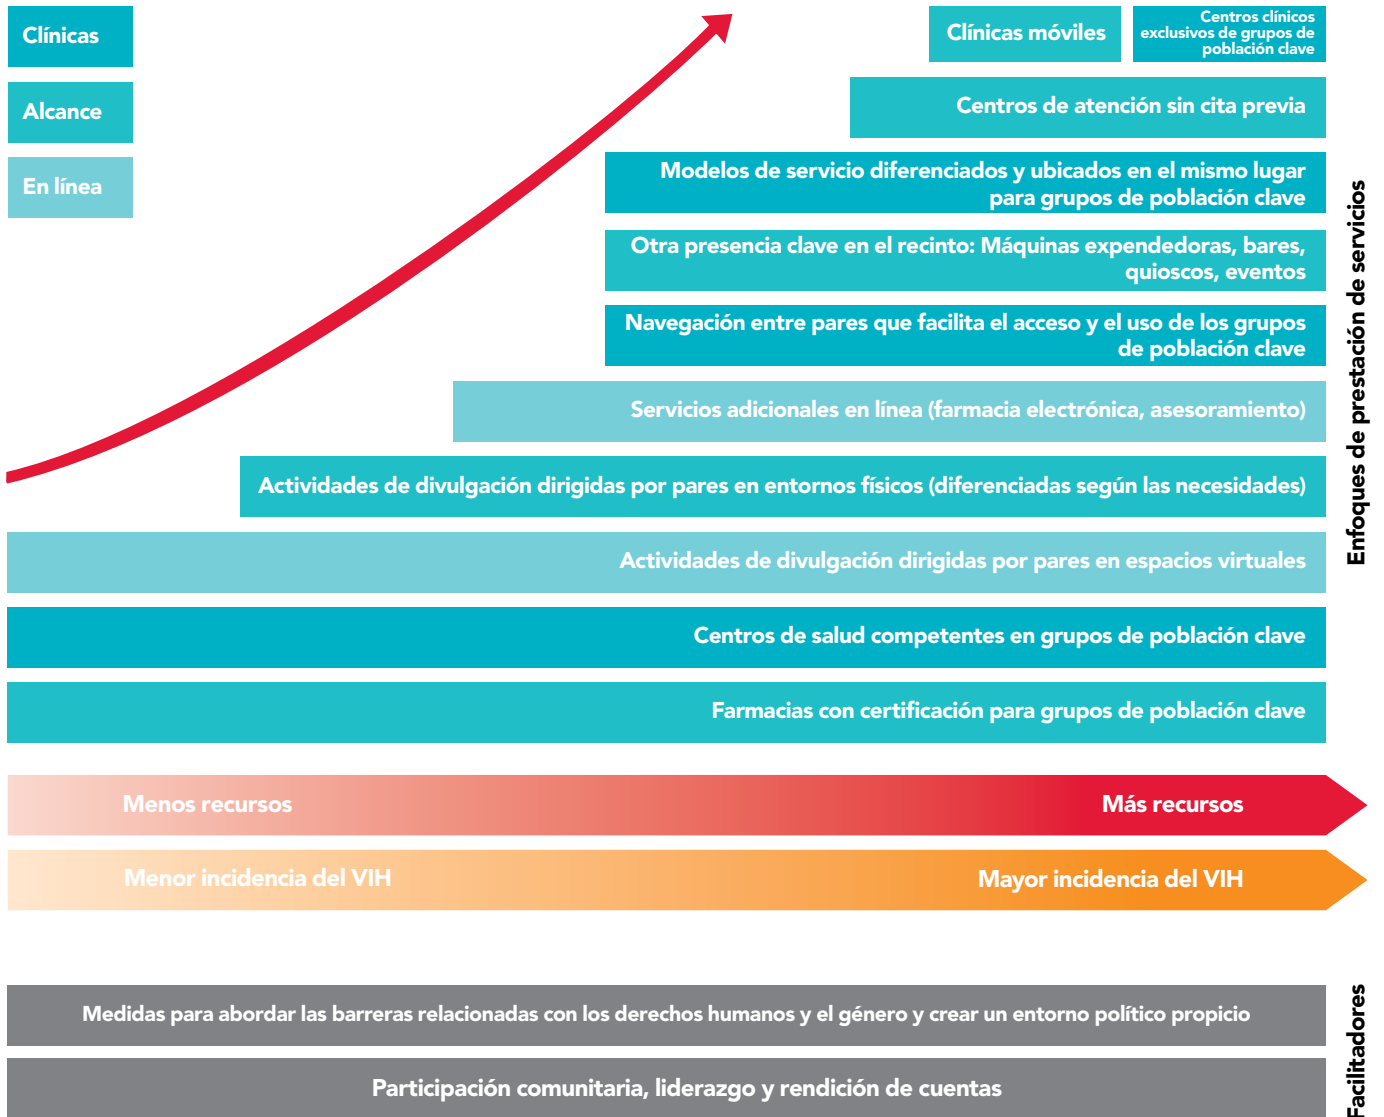 Clínicas
Alcance
En línea
Clínicas móviles
Centros clínicos
exclusivos de grupos de
población clave
Centros de atención sin cita previa
Modelos de servicio diferenciados y ubicados en el mismo lugar
para grupos de población clave
Otra presencia clave en el recinto: Máquinas expendedoras, bares,
quioscos, eventos
Navegación entre pares que facilita el acceso y el uso de los grupos
de población clave
Servicios adicionales en línea (farmacia electrónica, asesoramiento)
Actividades de divulgación dirigidas por pares en entornos físicos (diferenciadas según las necesidades)
Actividades de divulgación dirigidas por pares en espacios virtuales
Centros de salud competentes en grupos de población clave
Farmacias con certificación para grupos de población clave
Enfoques de prestación de servicios
Menos recursos
Más recursos
Menor incidencia del VIH
Mayor incidencia del VIH
Medidas para abordar las barreras relacionadas con los derechos humanos y el género y crear un entorno político propicio
Participación comunitaria, liderazgo y rendición de cuentas
Facilitadores